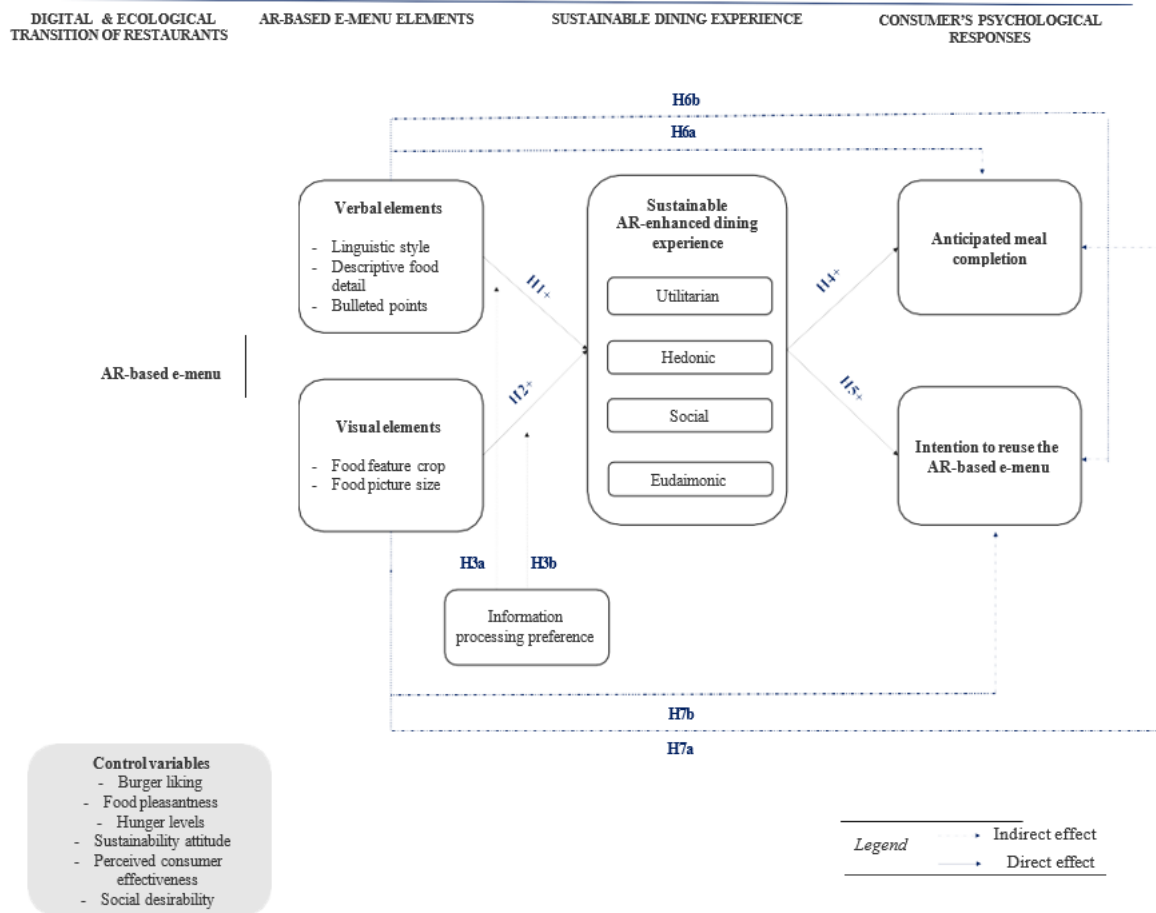 DIGITAL & ECOLOGICAL
TRANSITION OF RESTAURANTS
AR-BASED E-MENU ELEMENTS
SUSTAINABLE DINING EXPERIENCE
CONSUMER'S PSYCHOLOGICAL
RESPONSES
H6b
H6a
Verbal elements
- Linguistic style
- Descriptive food
detail
- Bulleted points
Sustainable
AR-enhanced dining
experience
Utilitarian
Hedonic
Social
Eudaimonic
Anticipated meal
completion
H1+
H4+
AR-based e-menu
H2+
H5+
Visual elements
- Food feature crop
- Food picture size
Intention to reuse the
AR-based e-menu
H3a
H3b
Information
processing preference
H7b
H7a
Control variables
- Burger liking
- Food pleasantness
- Hunger levels
- Sustainability attitude
- Perceived consumer
effectiveness
- Social desirability
Legend
Indirect effect
Direct effect